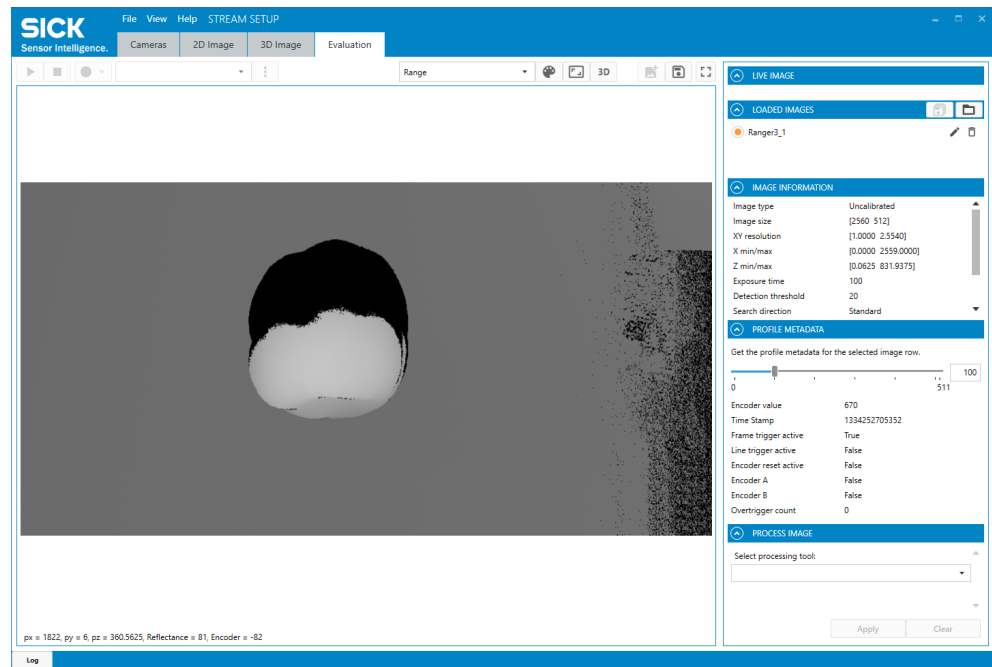 SICK
Sensor Intelligence.
File View Help STREAM SETUP
Cameras 2D Image 3D Image Evaluation
Range
3D
LIVE IMAGE
LOADED IMAGES
Ranger3_1
IMAGE INFORMATION
Image type Uncalibrated
Image size [2560 512]
XY resolution [1.0000 2.5540]
X min/max [0.0000 2559.0000]
Z min/max [0.0625 831.9375]
Exposure time 100
Detection threshold 20
Search direction Standard
PROFILE METADATA
Get the profile metadata for the selected image row.
100
0 511
Encoder value 670
Time Stamp 1334252705352
Frame trigger active True
Line trigger active False
Encoder reset active False
Encoder A False
Encoder B False
Overtrigger count 0
PROCESS IMAGE
Select processing tool:
Apply Clear
px = 1822, py = 6, pz = 360.5625, Reflectance = 81, Encoder = -82
Log